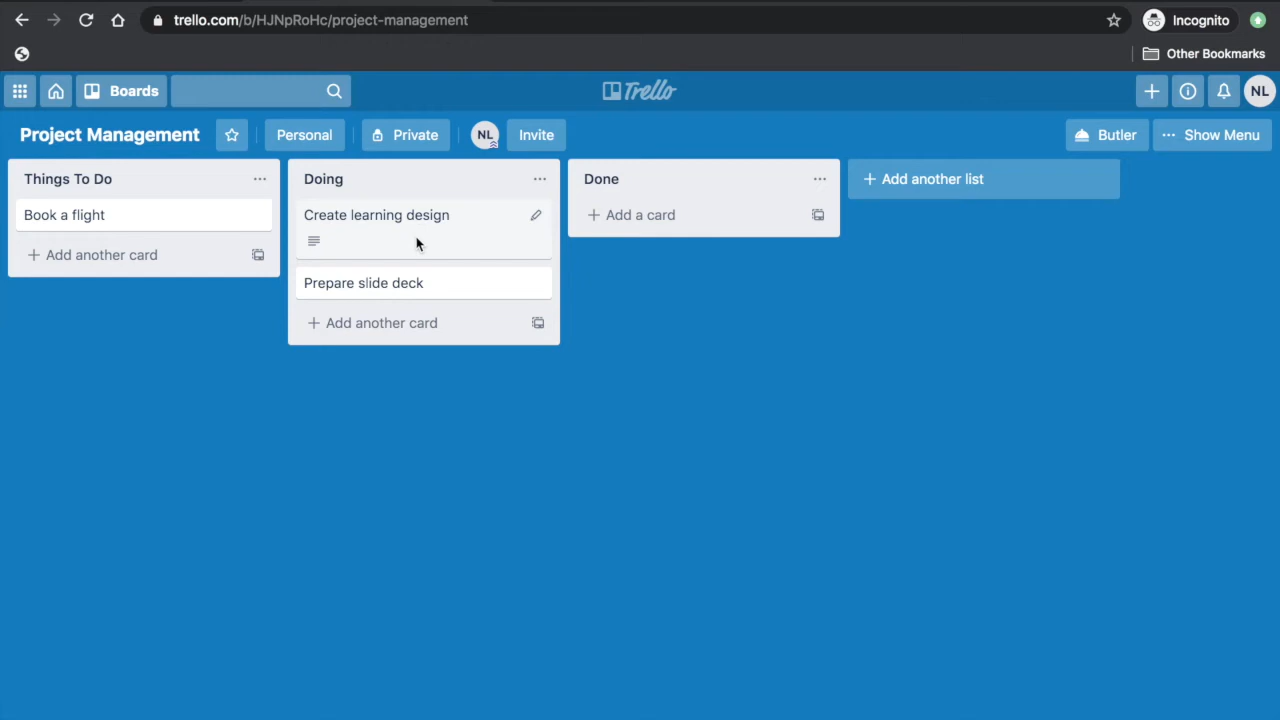 trello.com/b/HJNpRoHc/project-management
Incognito
Other Bookmarks
Boards
Trello
NL
Project Management
Personal
Private
NL
Invite
Butler
Show Menu
Things To Do
Book a flight
Add another card
Doing
Create learning design
Prepare slide deck
Add another card
Done
Add a card
Add another list